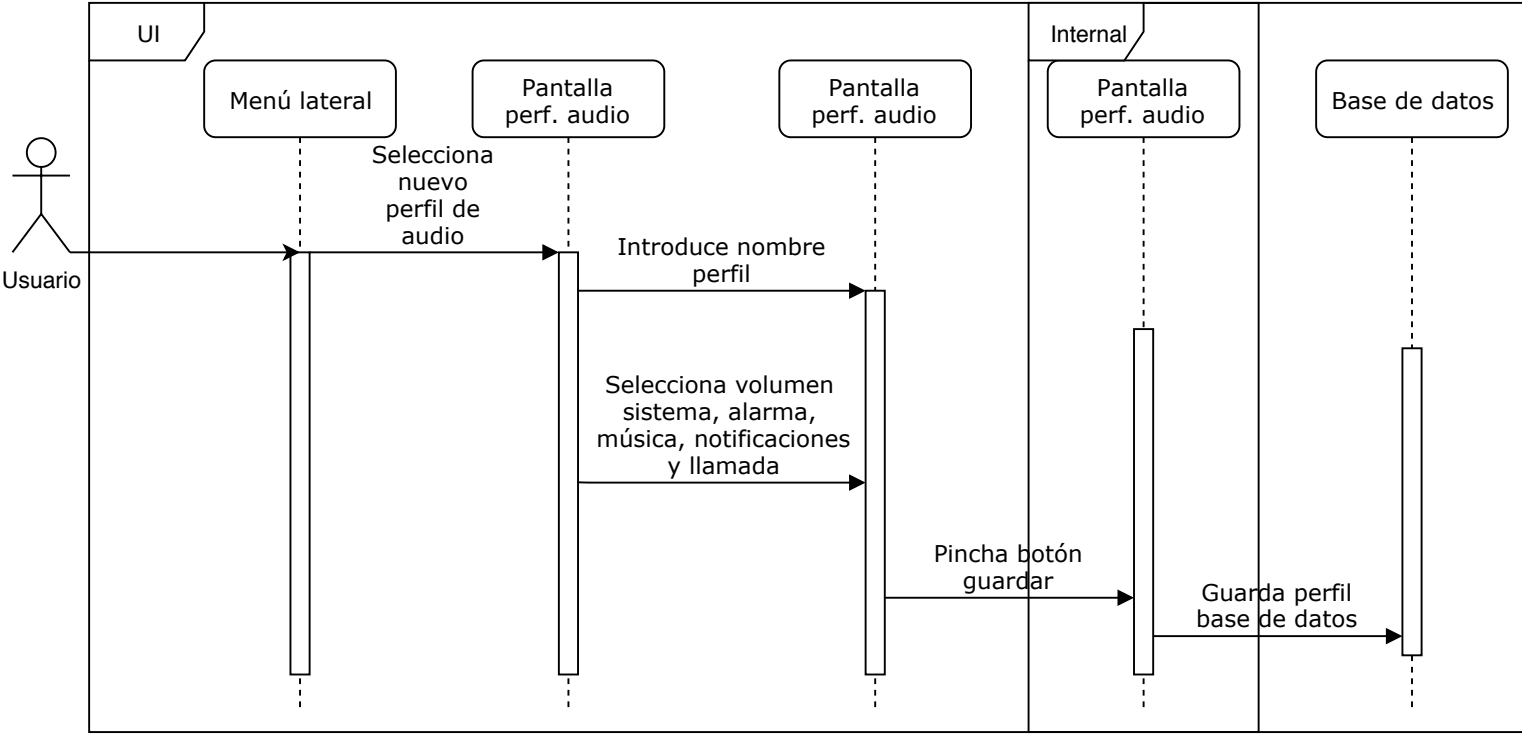 UI
Internal
Menú lateral
Pantalla
perf. audio
Pantalla
perf. audio
Pantalla
perf. audio
Base de datos
Usuario
Selecciona
nuevo
perfil de
audio
Introduce nombre
perfil
Selecciona volumen
sistema, alarma,
música, notificaciones
y llamada
Pincha botón
guardar
Guarda perfil
base de datos